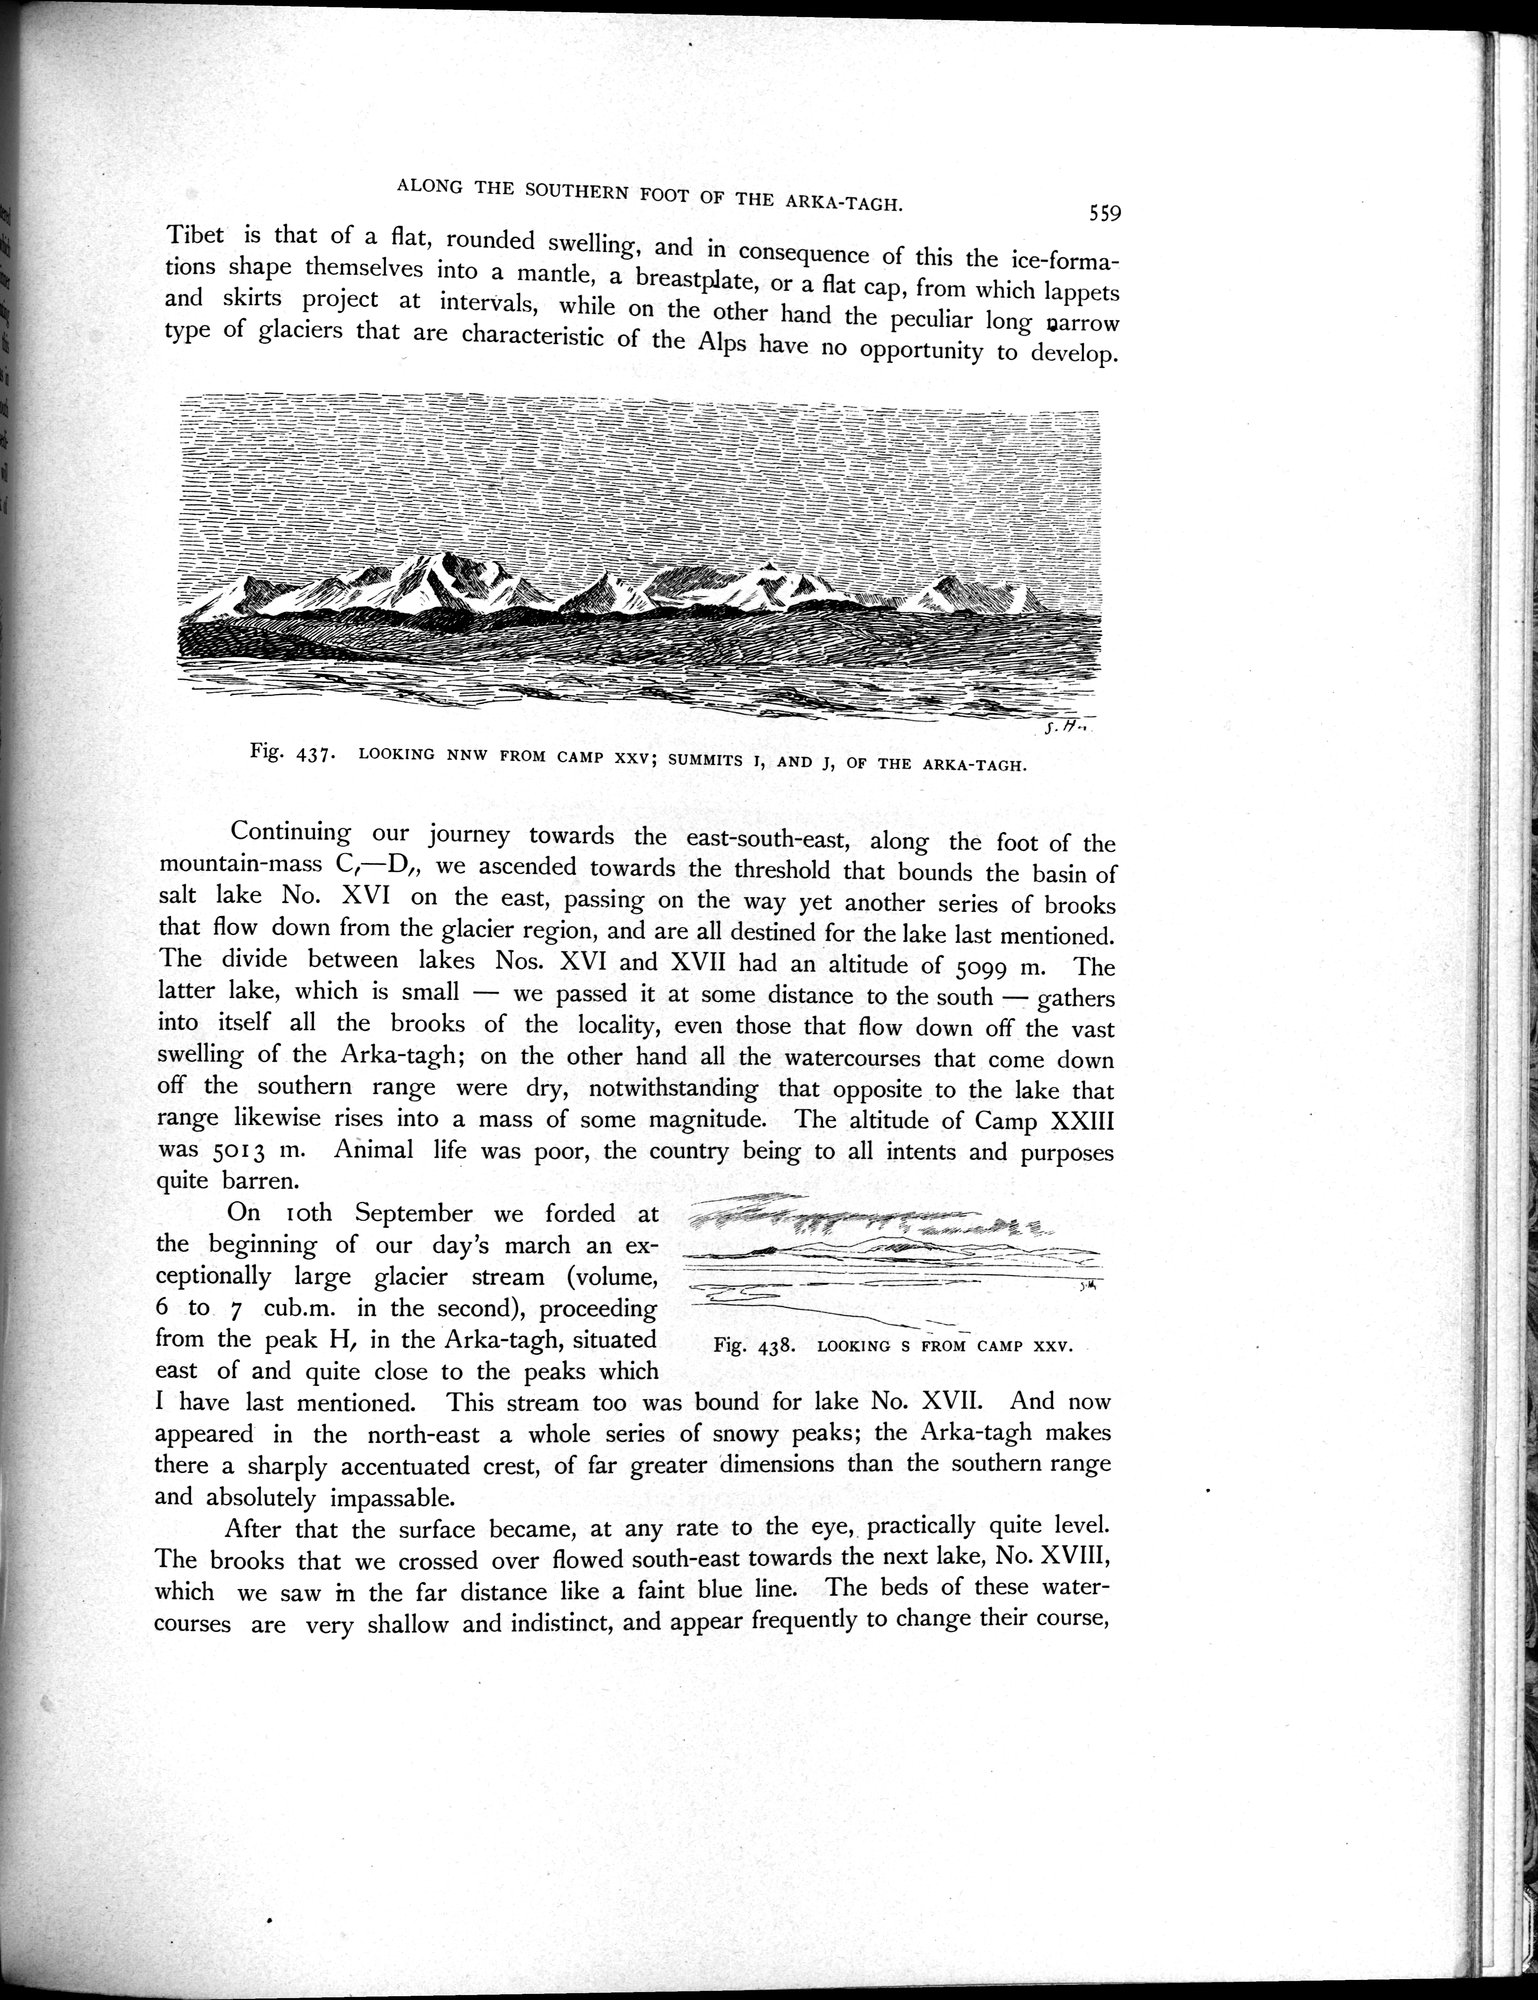 ALONG THE SOUTHERN FOOT OF THE ARKA-TAGH.
559
Tibet is that of a flat, rounded swelling, and in consequence of this the ice-forma-
tions shape themselves into a mantle, a breastplate, or a flat cap, from which lappets
and skirts project at intervals, while on the other hand the peculiar long narrow
type of glaciers that are characteristic of the Alps have no opportunity to develop.
S. Hn.
Fig. 437. LOOKING NNW FROM CAMP XXV; SUMMITS I, AND J, OF THE ARKA-TAGH.
Continuing our journey towards the east-south-east, along the foot of the
mountain-mass C,—D,, we ascended towards the threshold that bounds the basin of
salt lake No. XVI on the east, passing on the way yet another series of brooks
that flow down from the glacier region, and are all destined for the lake last mentioned.
The divide between lakes Nos. XVI and XVII had an altitude of 5099 m. The
latter lake, which is small — we passed it at some distance to the south — gathers
into itself all the brooks of the locality, even those that flow down off the vast
swelling of the Arka-tagh; on the other hand all the watercourses that come down
off the southern range were dry, notwithstanding that opposite to the lake that
range likewise rises into a mass of some magnitude. The altitude of Camp XXIII
was 5013 m. Animal life was poor, the country being to all intents and purposes
quite barren.
On 10th September we forded at
the beginning of our day's march an ex-
ceptionally large glacier stream (volume,
6 to 7 cub.m. in the second), proceeding
from the peak H, in the Arka-tagh, situated
east of and quite close to the peaks which
S. Hn
Fig. 438. LOOKING S FROM CAMP XXV.
I have last mentioned. This stream too was bound for lake No. XVII. And now
appeared in the north-east a whole series of snowy peaks; the Arka-tagh makes
there a sharply accentuated crest, of far greater dimensions than the southern range
and absolutely impassable.
After that the surface became, at any rate to the eye, practically quite level.
The brooks that we crossed over flowed south-east towards the next lake, No. XVIII,
which we saw in the far distance like a faint blue line. The beds of these water-
courses are very shallow and indistinct, and appear frequently to change their course,